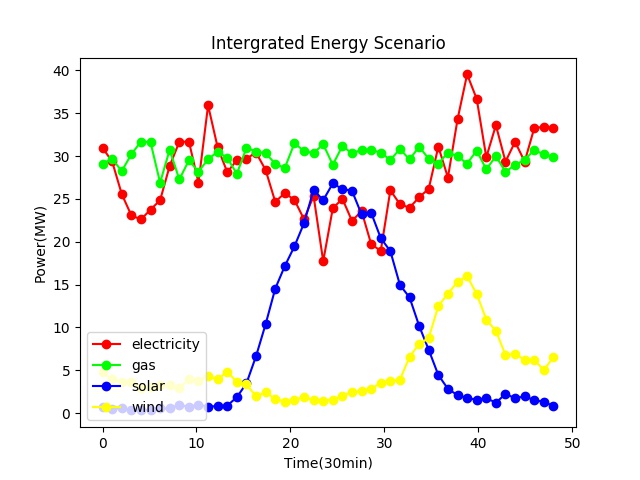 Intergrated Energy Scenario
Power(MW)
40
35
30
25
20
15
10
5
0
electricity
gas
solar
wind
0 10 20 30 40 50
Time(30min)